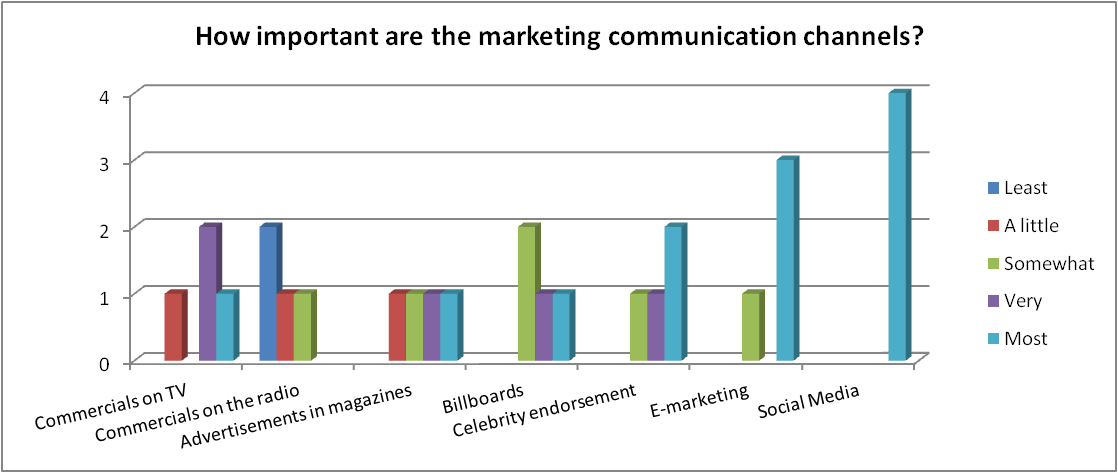 How important are the marketing communication channels?
4
3
2
1
0
Commercials on TV
Commercials on the radio
Advertisements in magazines
Billboards
Celebrity endorsement
E-marketing
Social Media
Least
A little
Somewhat
Very
Most